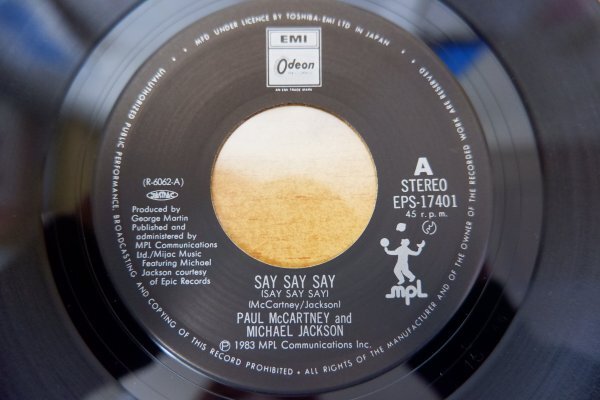 MFD UNDER LICENCE BY TOSHIBA-EMI LTD IN JAPAN
UNAUTHORIZED PUBLIC PERFORMANCE, BROADCASTING AND COPYING OF THIS RECORD PROHIBITED • ALL RIGHTS OF THE MANUFACTURER AND OF THE OWNER OF THE RECORDED WORK ARE RESERVED
EMI
Odeon
AN EMI TRADE MARK
(R-6062-A)
Produced by
George Martin
Published and
administered by
MPL Communications
Ltd./Mijac Music
Featuring Michael
Jackson courtesy
of Epic Records
A
STEREO
EPS-17401
45 r.p.m.
mpl
SAY SAY SAY
(SAY SAY SAY)
(McCartney/Jackson)
PAUL McCARTNEY and
MICHAEL JACKSON
Ⓟ1983 MPL Communications Inc.